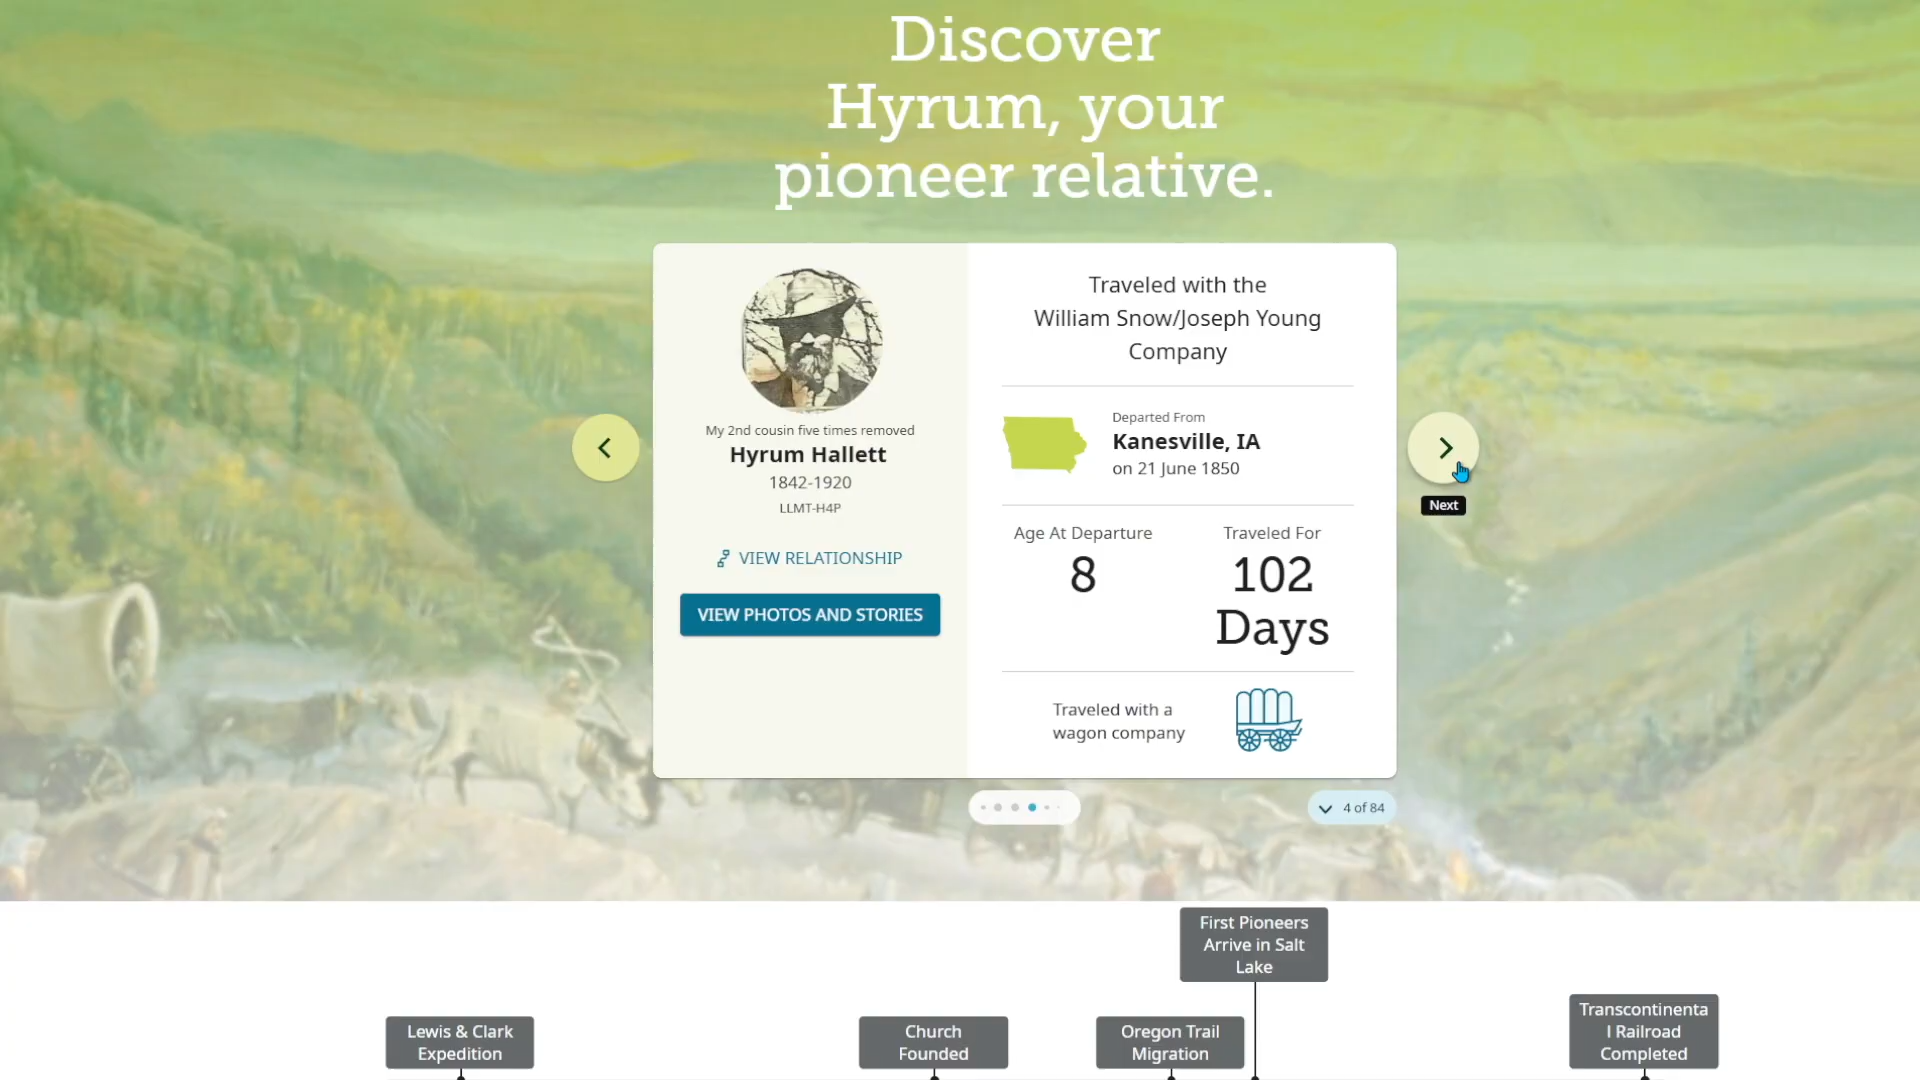 Discover
Hyrum, your
pioneer relative.
My 2nd cousin five times removed
Hyrum Hallett
1842-1920
LLMT-H4P
VIEW RELATIONSHIP
VIEW PHOTOS AND STORIES
Traveled with the
William Snow/Joseph Young
Company
Departed From
Kanesville, IA
on 21 June 1850
Age At Departure
8
Traveled For
102
Days
Traveled with a
wagon company
Next
4 of 84
First Pioneers
Arrive in Salt
Lake
Lewis & Clark
Expedition
Church
Founded
Oregon Trail
Migration
Transcontinenta
l Railroad
Completed